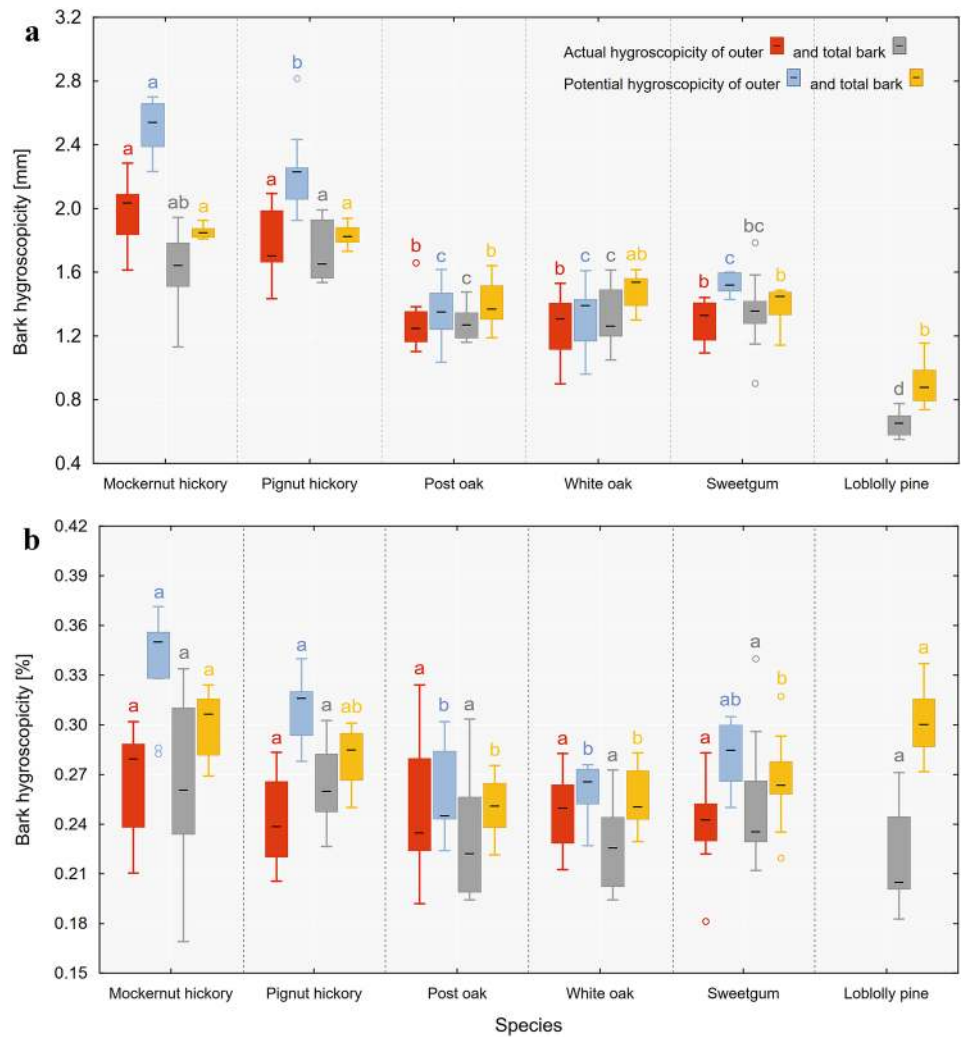 a
3.2
2.8
2.4
2.0
1.6
1.2
0.8
0.4
Bark hygroscopicity [mm]
Actual hygroscopicity of outer and total bark
Potential hygroscopicity of outer and total bark
a a ab a
a b a a
b c c b
b c c ab
b c bc b
d b
Mockernut hickory Pignut hickory Post oak White oak Sweetgum Loblolly pine
b
0.42
0.39
0.36
0.33
0.30
0.27
0.24
0.21
0.18
0.15
Bark hygroscopicity [%]
a a a a
a a a ab
a b a b
a b a b
a ab a b
a a
Mockernut hickory Pignut hickory Post oak White oak Sweetgum Loblolly pine
Species